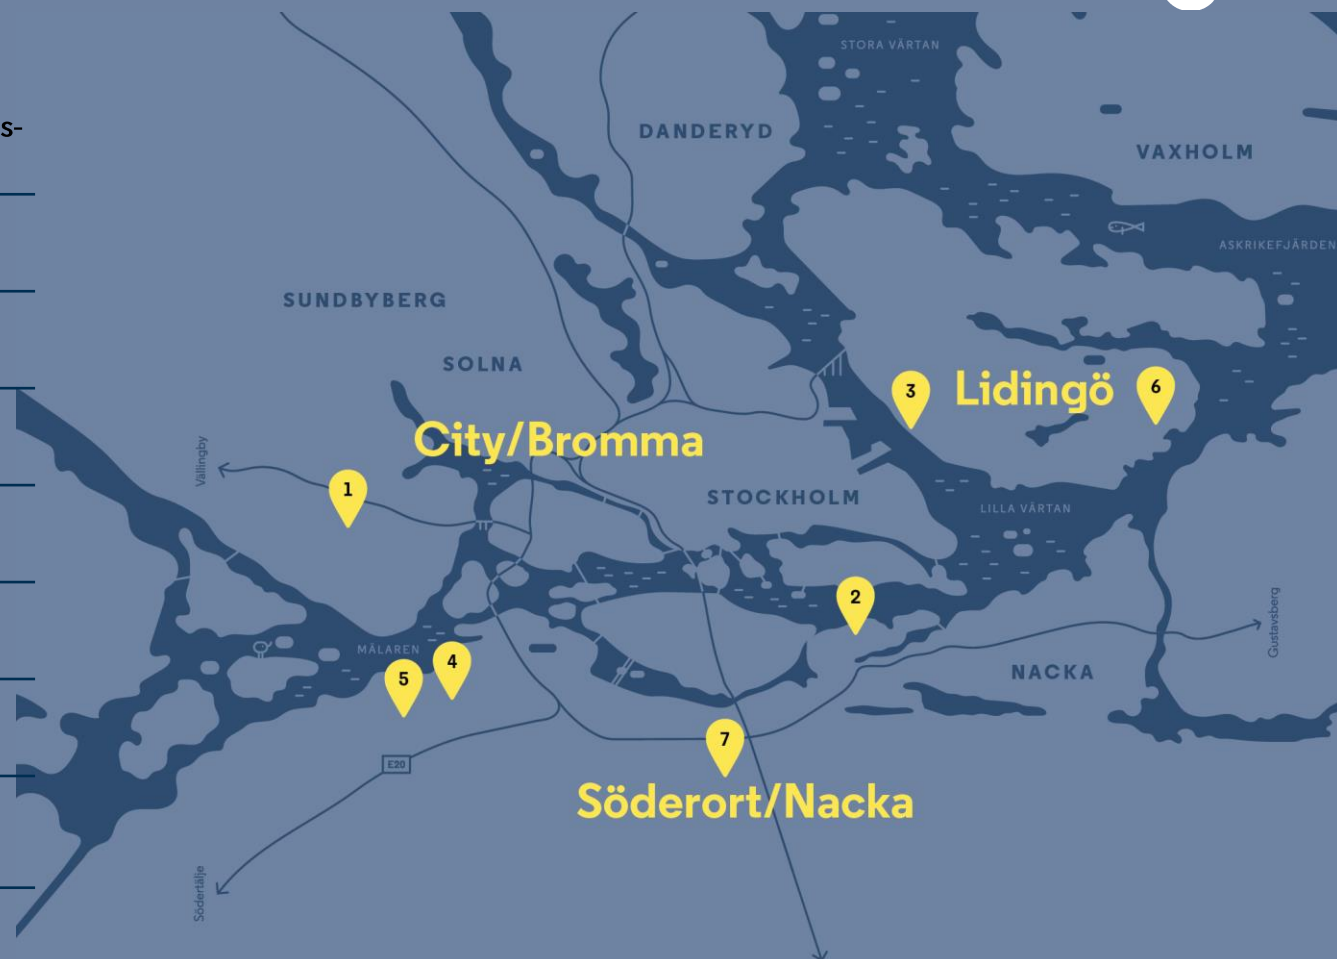 STORA VÄRTAN
s-
DANDERYD
VAXHOLM
ASKRIKEFJÄRDEN
SUNDBYBERG
SOLNA
3
Lidingö
6
City/Bromma
Vällingby
1
STOCKHOLM
LILLA VÄRTAN
2
Gustavsberg
MÄLAREN
4
5
NACKA
7
E20
Söderort/Nacka
Södertälje